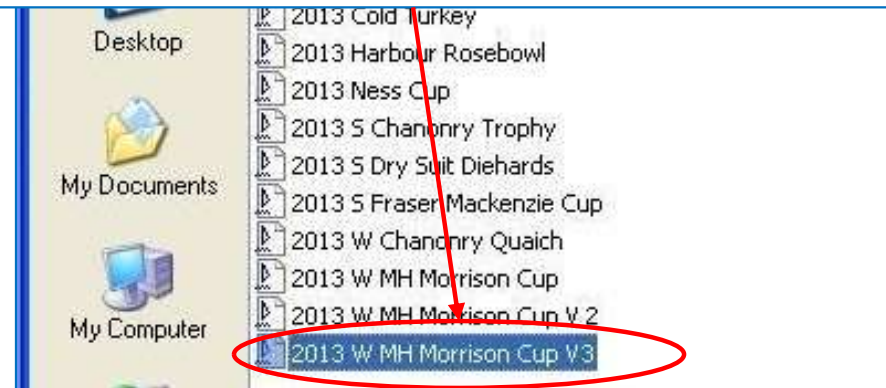 2013 Cold Turkey
Desktop
2013 Harbour Rosebowl
2013 Ness Cup
2013 S Chanonry Trophy
2013 S Dry Suit Diehards
My Documents
2013 S Fraser Mackenzie Cup
2013 W Chanonry Quaich
2013 W MH Morrison Cup
2013 W MH Morrison Cup V 2
My Computer
2013 W MH Morrison Cup V3